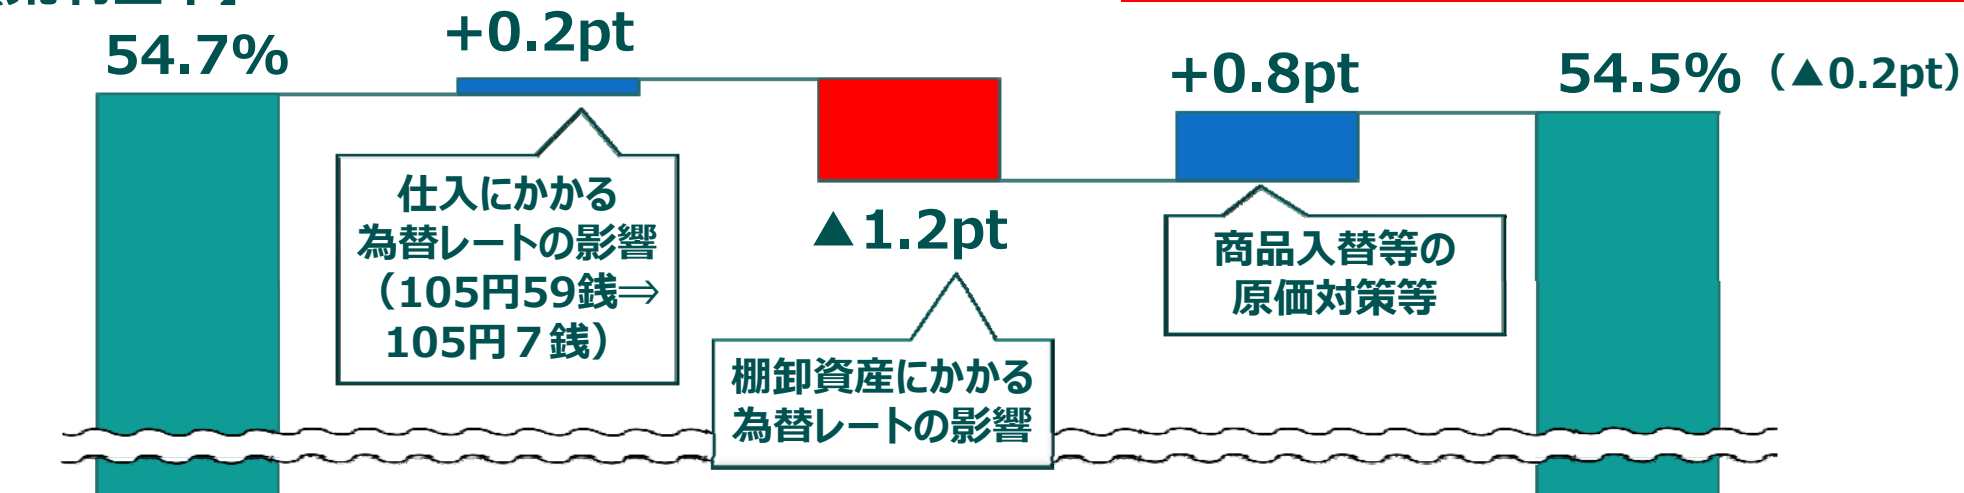 54.7%
+0.2pt
+0.8pt
54.5%（▲0.2pt）
仕入にかかる
為替レートの影響
（105円59銭⇒
105円７銭）
▲1.2pt
商品入替等の
原価対策等
棚卸資産にかかる
為替レートの影響